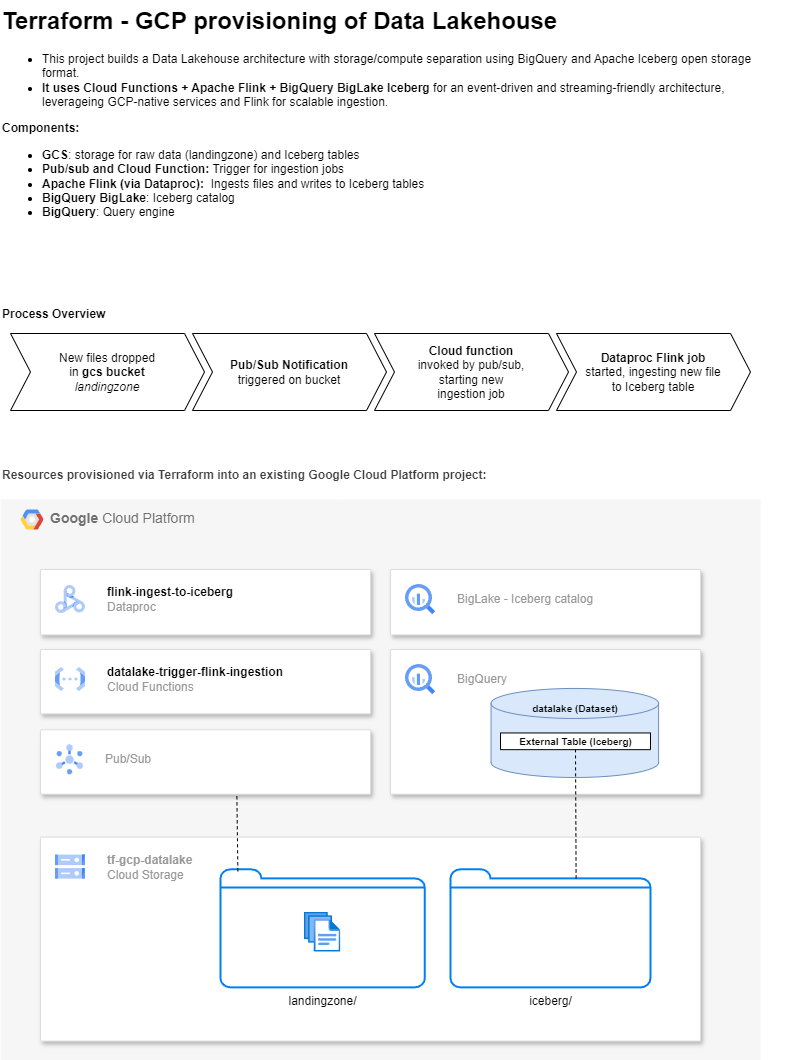 Terraform - GCP provisioning of Data Lakehouse
• This project builds a Data Lakehouse architecture with storage/compute separation using BigQuery and Apache Iceberg open storage
format.
• It uses Cloud Functions + Apache Flink + BigQuery BigLake Iceberg for an event-driven and streaming-friendly architecture,
leverageing GCP-native services and Flink for scalable ingestion.
Components:
• GCS: storage for raw data (landingzone) and Iceberg tables
• Pub/sub and Cloud Function: Trigger for ingestion jobs
• Apache Flink (via Dataproc): Ingests files and writes to Iceberg tables
• BigQuery BigLake: Iceberg catalog
• BigQuery: Query engine
Process Overview
New files dropped
in gcs bucket
landingzone
Pub/Sub Notification
triggered on bucket
Cloud function
invoked by pub/sub,
starting new
ingestion job
Dataproc Flink job
started, ingesting new file
to Iceberg table
Resources provisioned via Terraform into an existing Google Cloud Platform project:
Google Cloud Platform
flink-ingest-to-iceberg
Dataproc
BigLake - Iceberg catalog
datalake-trigger-flink-ingestion
Cloud Functions
BigQuery
datalake (Dataset)
External Table (Iceberg)
Pub/Sub
tf-gcp-datalake
Cloud Storage
landingzone/
iceberg/